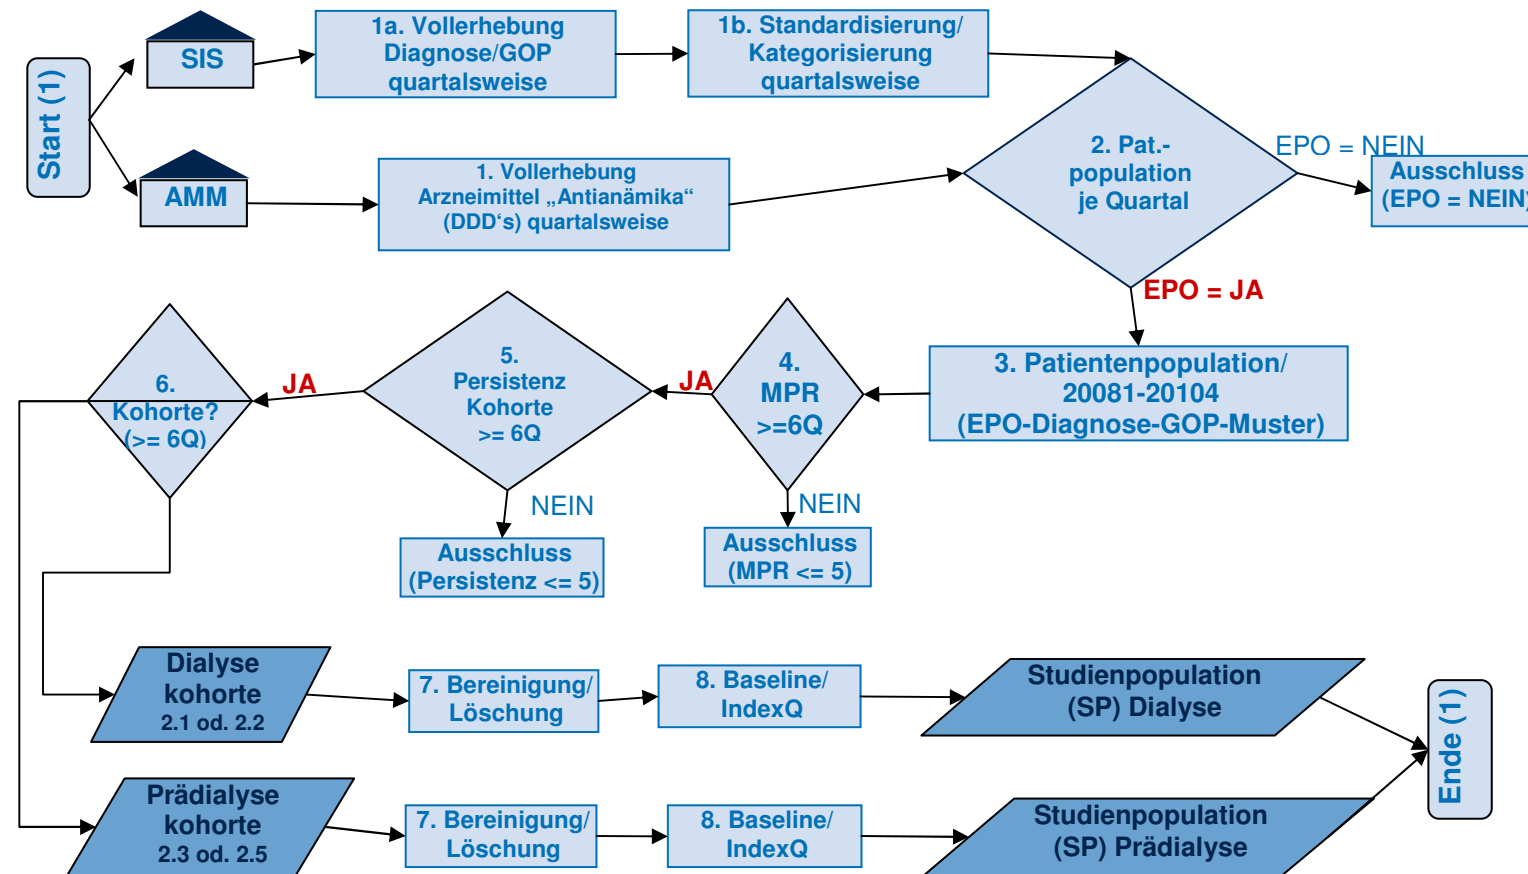 Start (1)
SIS
1a. Vollerhebung
Diagnose/GOP
quartalsweise
1b. Standardisierung/
Kategorisierung
quartalsweise
AMM
1. Vollerhebung
Arzneimittel „Antianämika“
(DDD‘s) quartalsweise
2. Pat.-
population
je Quartal
EPO = NEIN
Ausschluss
(EPO = NEIN)
EPO = JA
3. Patientenpopulation/
20081-20104
(EPO-Diagnose-GOP-Muster)
4.
MPR
>=6Q
JA
NEIN
Ausschluss
(MPR <= 5)
5.
Persistenz
Kohorte
>= 6Q
JA
NEIN
Ausschluss
(Persistenz <= 5)
6.
Kohorte?
(>= 6Q)
Dialyse
kohorte
2.1 od. 2.2
7. Bereinigung/
Löschung
8. Baseline/
IndexQ
Studienpopulation
(SP) Dialyse
Prädialyse
kohorte
2.3 od. 2.5
7. Bereinigung/
Löschung
8. Baseline/
IndexQ
Studienpopulation
(SP) Prädialyse
Ende (1)